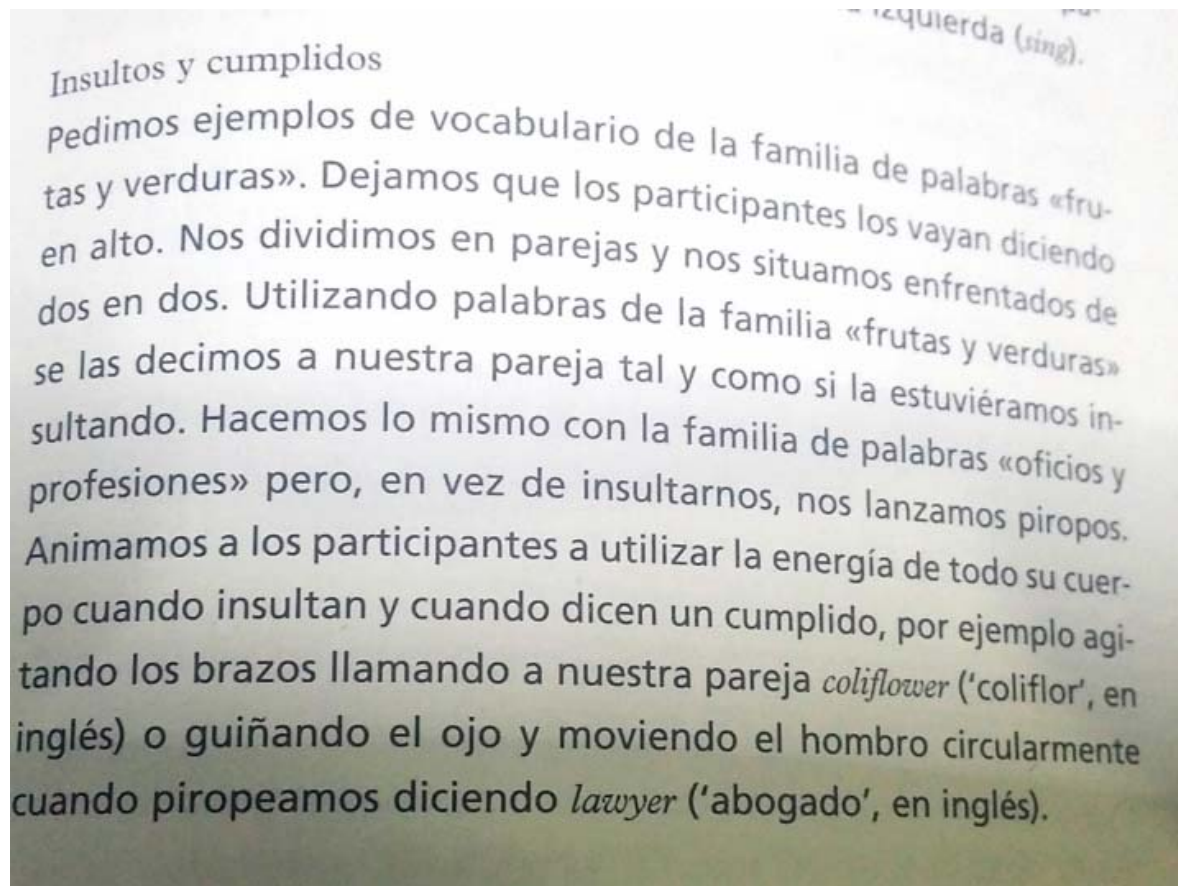 izquierda (sing).
Insultos y cumplidos
Pedimos ejemplos de vocabulario de la familia de palabras «fru-
tas y verduras». Dejamos que los participantes los vayan diciendo
en alto. Nos dividimos en parejas y nos situamos enfrentados de
dos en dos. Utilizando palabras de la familia «frutas y verduras»
se las decimos a nuestra pareja tal y como si la estuviéramos in-
sultando. Hacemos lo mismo con la familia de palabras «oficios y
profesiones» pero, en vez de insultarnos, nos lanzamos piropos.
Animamos a los participantes a utilizar la energía de todo su cuer-
po cuando insultan y cuando dicen un cumplido, por ejemplo agi-
tando los brazos llamando a nuestra pareja coliflower (‘coliflor’, en
inglés) o guiñando el ojo y moviendo el hombro circularmente
cuando piropeamos diciendo lawyer (‘abogado’, en inglés).